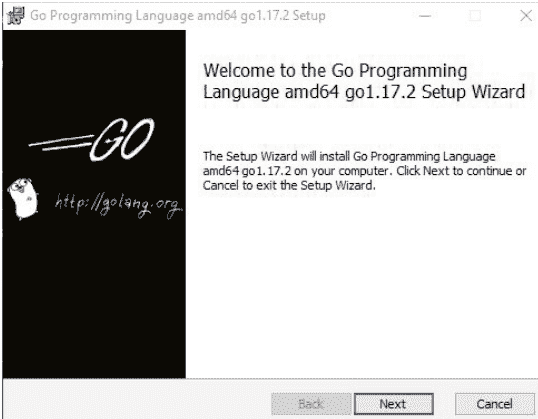 Go Programming Language amd64 go1.17.2 Setup
Welcome to the Go Programming
Language amd64 go1.17.2 Setup Wizard
GO
http://golang.org
The Setup Wizard will install Go Programming Language
amd64 go1.17.2 on your computer. Click Next to continue or
Cancel to exit the Setup Wizard.
Back
Next
Cancel